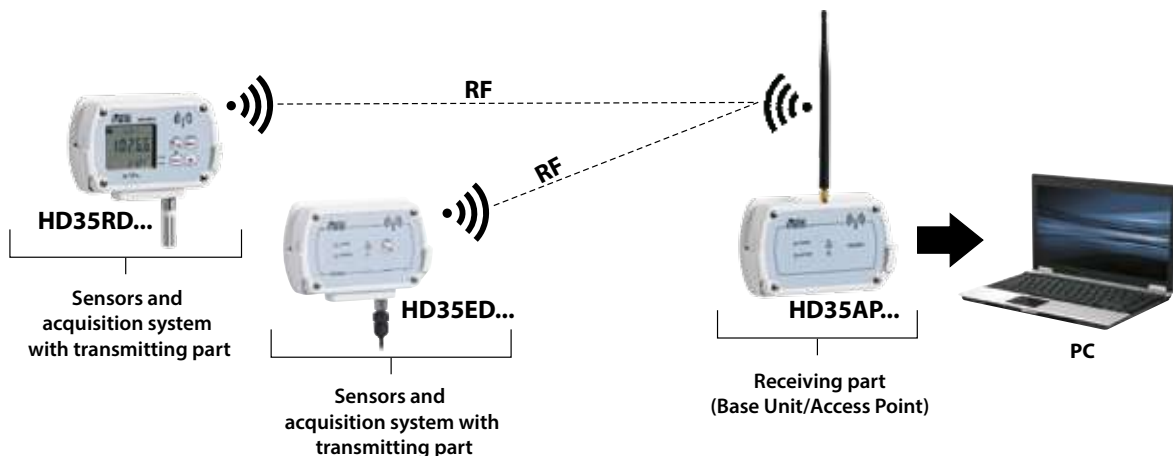 RF
RF
HD35RD...
Sensors and
acquisition system
with transmitting part
HD35ED...
Sensors and
acquisition system with
transmitting part
HD35AP...
Receiving part
(Base Unit/Access Point)
PC